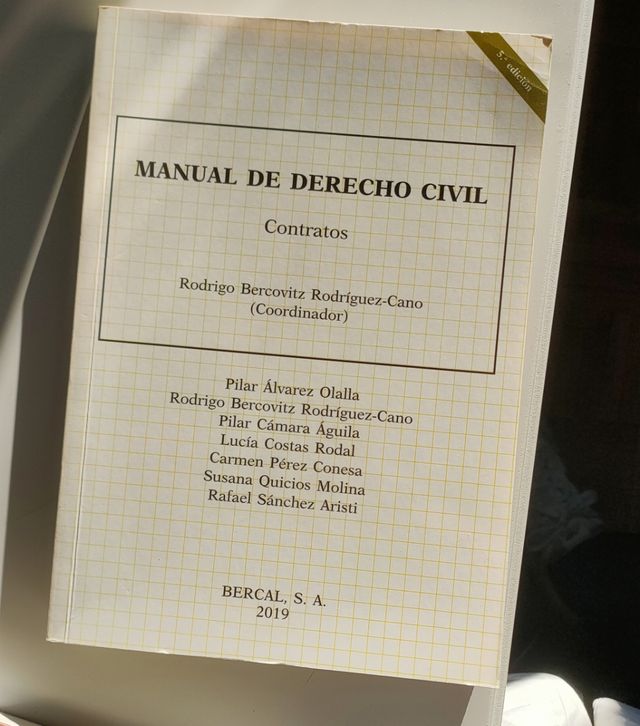 5.ª edición
MANUAL DE DERECHO CIVIL
Contratos
Rodrigo Bercovitz Rodríguez-Cano
(Coordinador)
Pilar Álvarez Olalla
Rodrigo Bercovitz Rodríguez-Cano
Pilar Cámara Águila
Lucía Costas Rodal
Carmen Pérez Conesa
Susana Quicios Molina
Rafael Sánchez Aristi
BERCAL, S. A.
2019